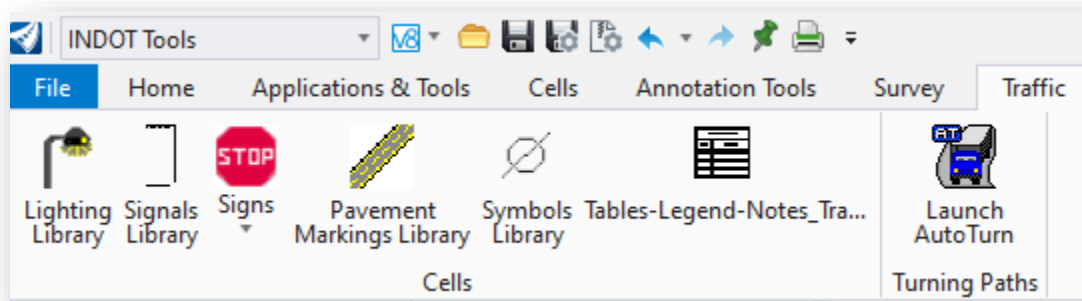 INDOT Tools
V8
File Home Applications & Tools Cells Annotation Tools Survey Traffic
STOP
AT
Lighting Library
Signals Library
Signs
Pavement Markings Library
Symbols Library
Tables-Legend-Notes_Tra...
Launch AutoTurn
Cells
Turning Paths